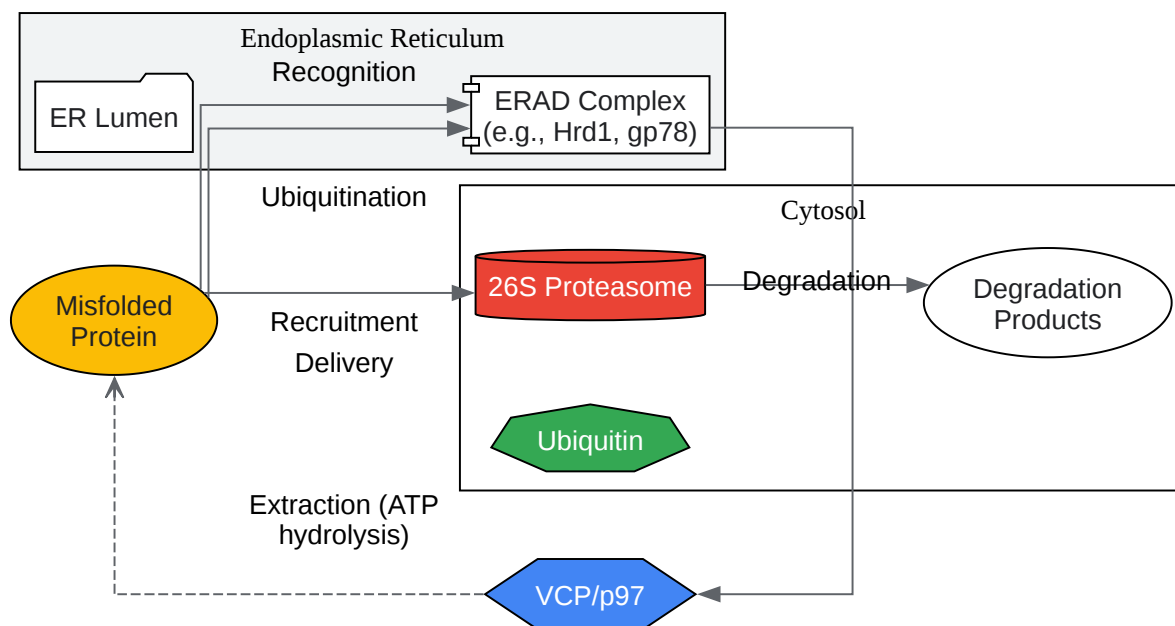 Endoplasmic Reticulum
Recognition
ER Lumen
ERAD Complex
(e.g., Hrd1, gp78)
Ubiquitination
Cytosol
Misfolded
Protein
26S Proteasome
Degradation
Degradation
Products
Recruitment
Delivery
Ubiquitin
Extraction (ATP
hydrolysis)
VCP/p97